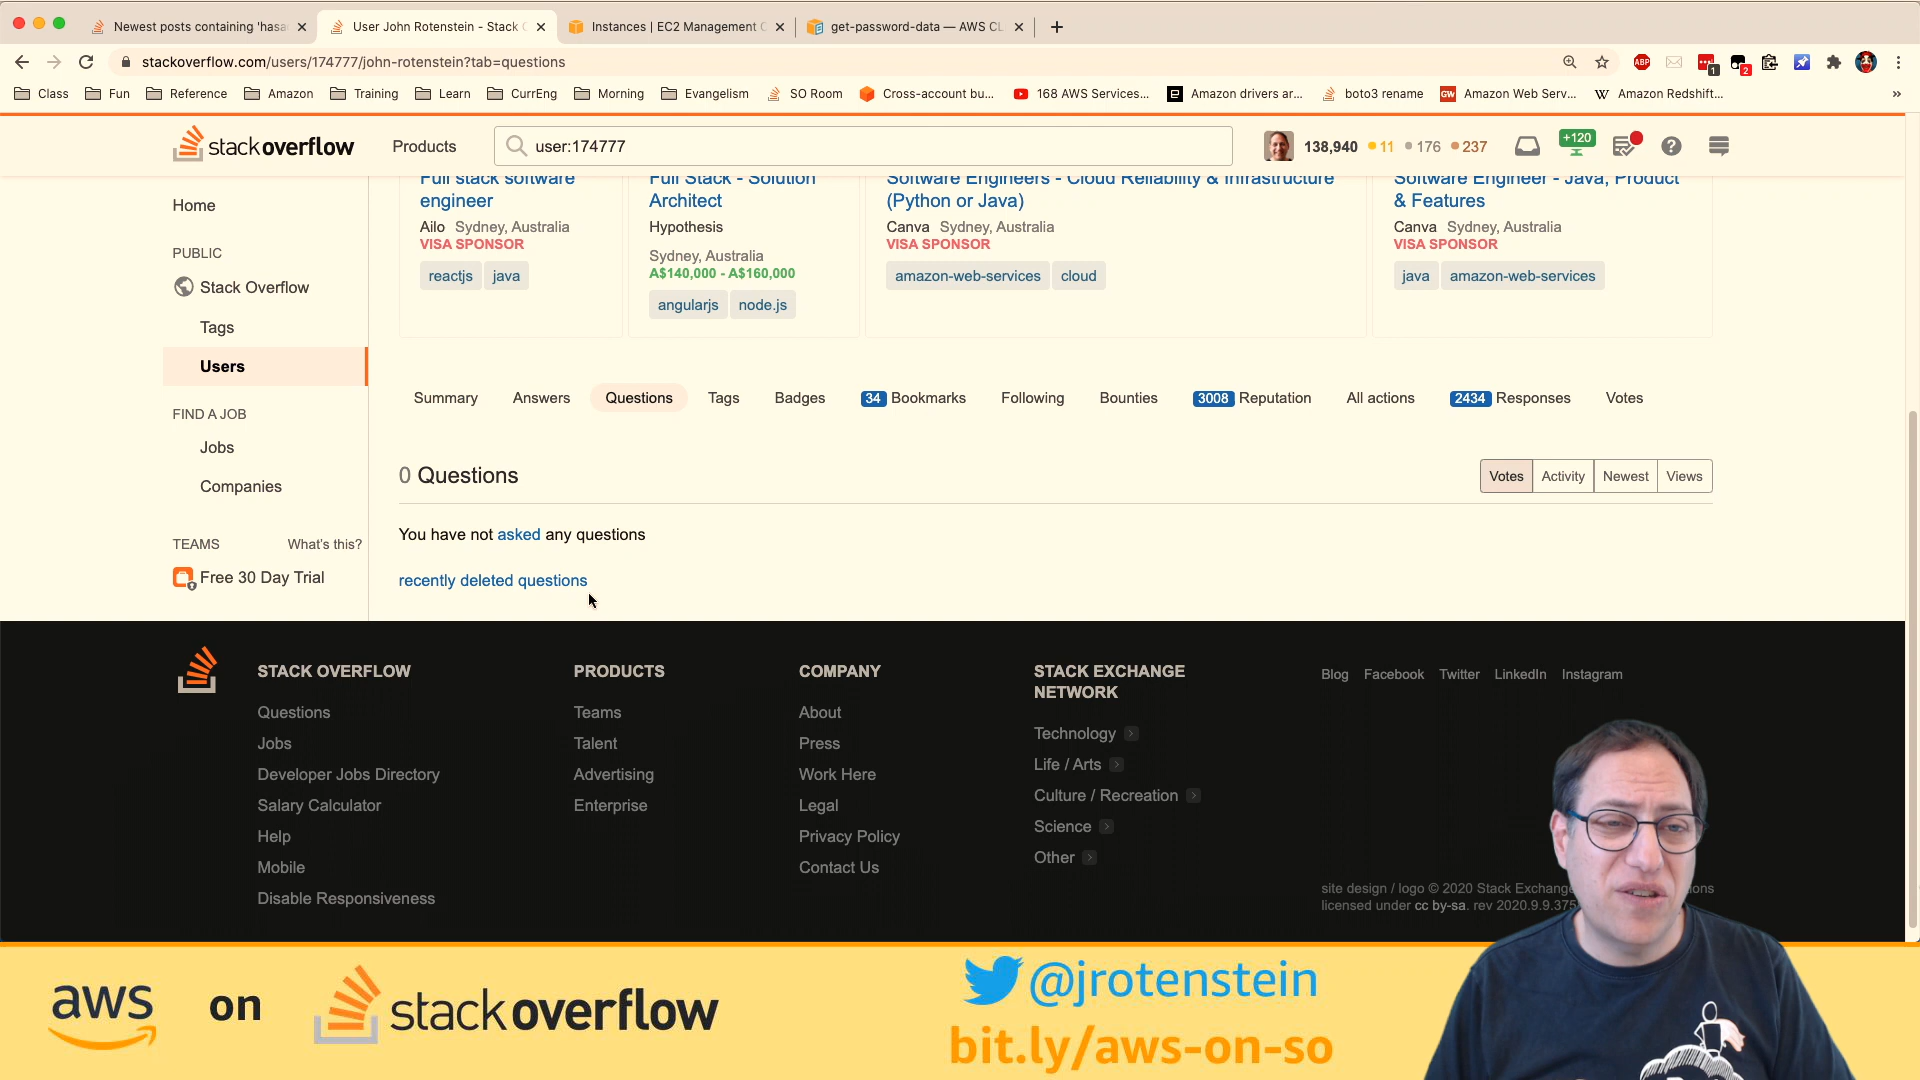 Newest posts containing 'hasa
User John Rotenstein - Stack
Instances | EC2 Management
get-password-data — AWS CL
stackoverflow.com/users/174777/john-rotenstein?tab=questions
ABP
1
2
Class
Fun
Reference
Amazon
Training
Learn
CurrEng
Morning
Evangelism
SO Room
Cross-account bu...
168 AWS Services...
Amazon drivers ar...
boto3 rename
GW
Amazon Web Serv...
W
Amazon Redshift...
»
stackoverflow
Products
user:174777
138,940
11
176
237
+120
Home
PUBLIC
Stack Overflow
Tags
Users
FIND A JOB
Jobs
Companies
TEAMS
What's this?
Free 30 Day Trial
Full stack software
engineer
Ailo Sydney, Australia
VISA SPONSOR
reactjs
java
Full Stack - Solution
Architect
Hypothesis
Sydney, Australia
A$140,000 - A$160,000
angularjs
node.js
Software Engineers - Cloud Reliability & Infrastructure
(Python or Java)
Canva Sydney, Australia
VISA SPONSOR
amazon-web-services
cloud
Software Engineer - Java, Product
& Features
Canva Sydney, Australia
VISA SPONSOR
java
amazon-web-services
Summary
Answers
Questions
Tags
Badges
34 Bookmarks
Following
Bounties
3008 Reputation
All actions
2434 Responses
Votes
0 Questions
Votes
Activity
Newest
Views
You have not asked any questions
recently deleted questions
STACK OVERFLOW
Questions
Jobs
Developer Jobs Directory
Salary Calculator
Help
Mobile
Disable Responsiveness
PRODUCTS
Teams
Talent
Advertising
Enterprise
COMPANY
About
Press
Work Here
Legal
Privacy Policy
Contact Us
STACK EXCHANGE
NETWORK
Technology
Life / Arts
Culture / Recreation
Science
Other
Blog
Facebook
Twitter
LinkedIn
Instagram
site design / logo © 2020 Stack Exchange
licensed under cc by-sa. rev 2020.9.9.375
aws
on
stackoverflow
@jrotenstein
bit.ly/aws-on-so